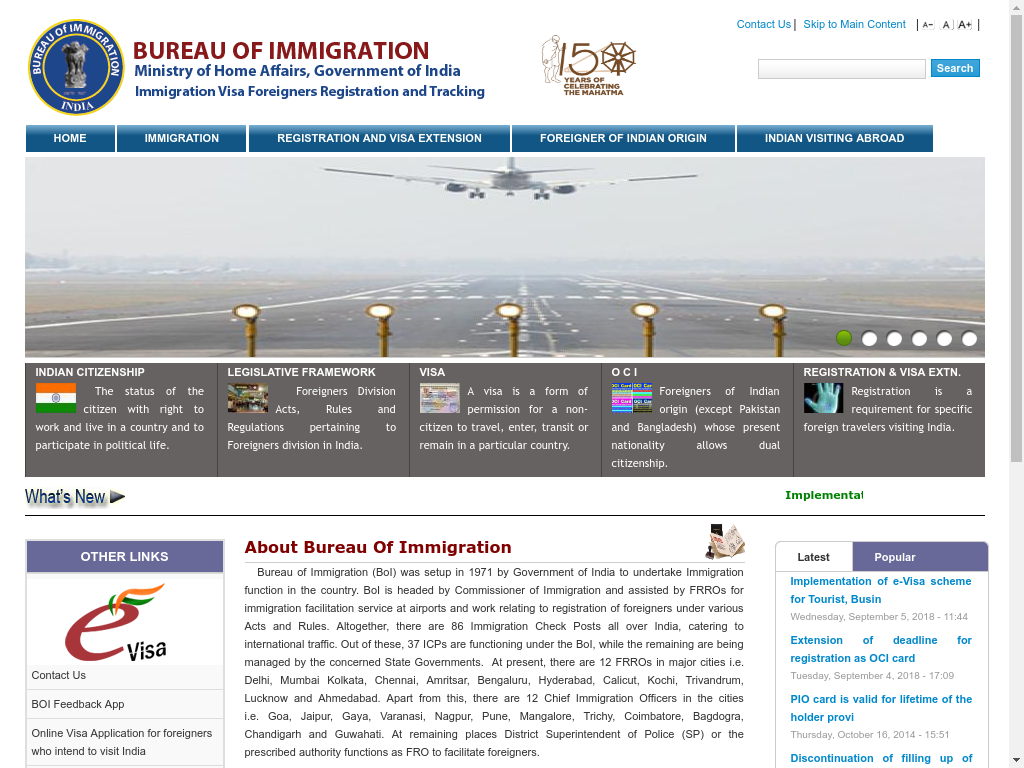 Contact Us | Skip to Main Content | A- A A+ |
BUREAU OF IMMIGRATION
INDIA
BUREAU OF IMMIGRATION
Ministry of Home Affairs, Government of India
Immigration Visa Foreigners Registration and Tracking
150
YEARS OF
CELEBRATING
THE MAHATMA
Search
HOME
IMMIGRATION
REGISTRATION AND VISA EXTENSION
FOREIGNER OF INDIAN ORIGIN
INDIAN VISITING ABROAD
INDIAN CITIZENSHIP
The status of the
citizen with right to
work and live in a country and to
participate in political life.
LEGISLATIVE FRAMEWORK
Foreigners Division
Acts, Rules and
Regulations pertaining to
Foreigners division in India.
VISA
A visa is a form of
permission for a non-
citizen to travel, enter, transit or
remain in a particular country.
O C I
OCI Card OCI Car
OCI Card OCI Car
Foreigners of Indian
origin (except Pakistan
and Bangladesh) whose present
nationality allows dual
citizenship.
REGISTRATION & VISA EXTN.
Registration is a
requirement for specific
foreign travelers visiting India.
What's New
Implementat
OTHER LINKS
e Visa
Contact Us
BOI Feedback App
Online Visa Application for foreigners
who intend to visit India
About Bureau Of Immigration
Bureau of Immigration (BoI) was setup in 1971 by Government of India to undertake Immigration
function in the country. BoI is headed by Commissioner of Immigration and assisted by FRROs for
immigration facilitation service at airports and work relating to registration of foreigners under various
Acts and Rules. Altogether, there are 86 Immigration Check Posts all over India, catering to
international traffic. Out of these, 37 ICPs are functioning under the BoI, while the remaining are being
managed by the concerned State Governments. At present, there are 12 FRROs in major cities i.e.
Delhi, Mumbai Kolkata, Chennai, Amritsar, Bengaluru, Hyderabad, Calicut, Kochi, Trivandrum,
Lucknow and Ahmedabad. Apart from this, there are 12 Chief Immigration Officers in the cities
i.e. Goa, Jaipur, Gaya, Varanasi, Nagpur, Pune, Mangalore, Trichy, Coimbatore, Bagdogra,
Chandigarh and Guwahati. At remaining places District Superintendent of Police (SP) or the
prescribed authority functions as FRO to facilitate foreigners.
Latest
Popular
Implementation of e-Visa scheme
for Tourist, Busin
Wednesday, September 5, 2018 - 11:44
Extension of deadline for
registration as OCI card
Tuesday, September 4, 2018 - 17:09
PIO card is valid for lifetime of the
holder provi
Thursday, October 16, 2014 - 15:51
Discontinuation of filling up of